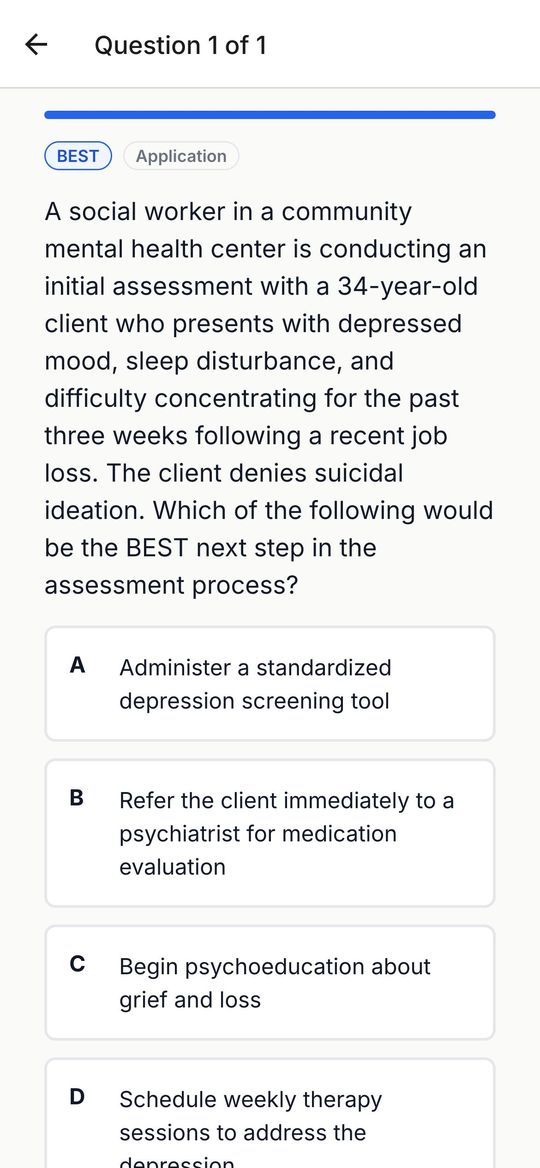 Question 1 of 1
BEST
Application
A social worker in a community
mental health center is conducting an
initial assessment with a 34-year-old
client who presents with depressed
mood, sleep disturbance, and
difficulty concentrating for the past
three weeks following a recent job
loss. The client denies suicidal
ideation. Which of the following would
be the BEST next step in the
assessment process?
A
Administer a standardized
depression screening tool
B
Refer the client immediately to a
psychiatrist for medication
evaluation
C
Begin psychoeducation about
grief and loss
D
Schedule weekly therapy
sessions to address the
depression